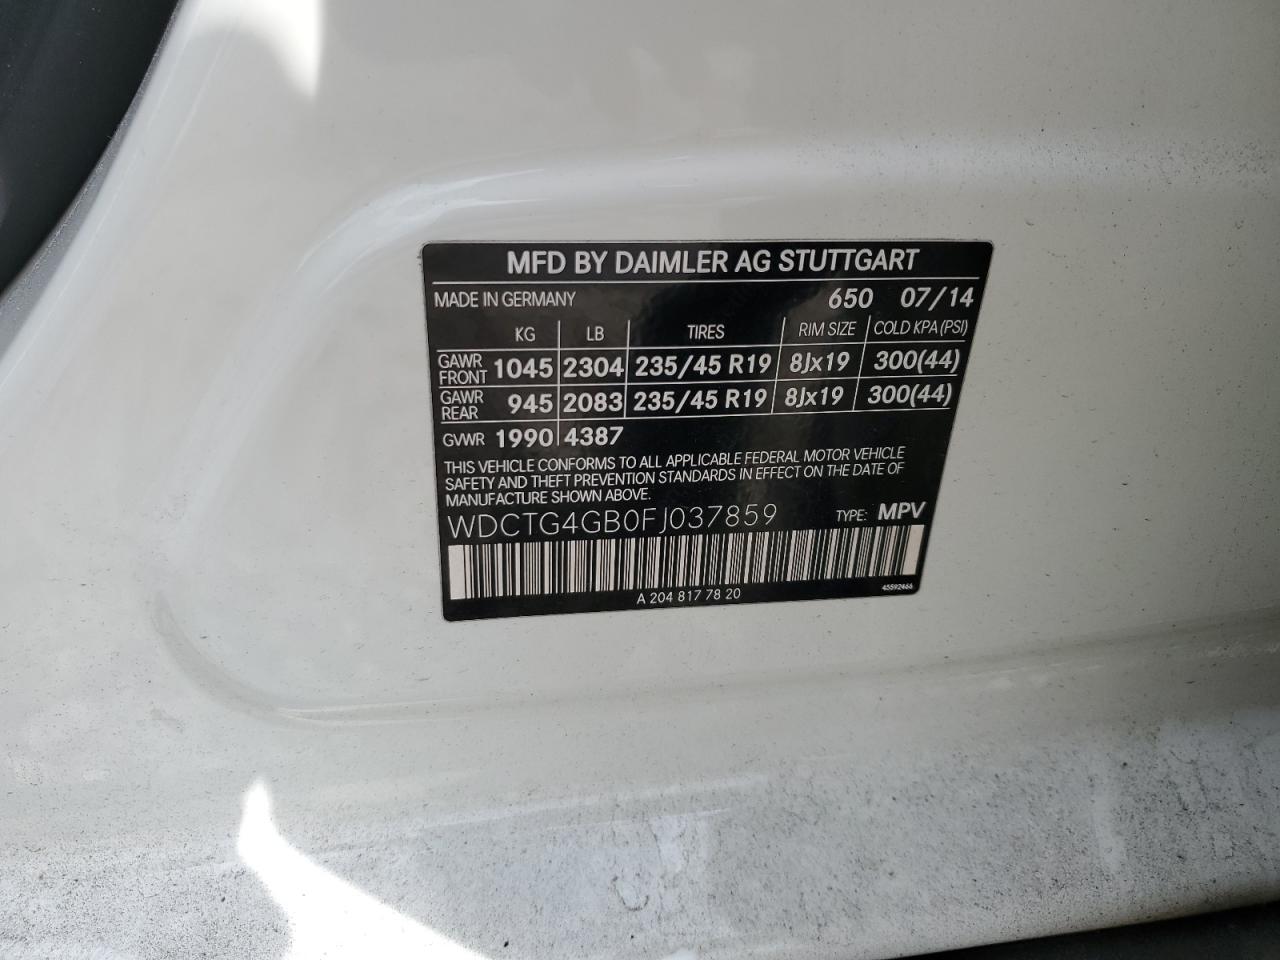 MFD BY DAIMLER AG STUTTGART
MADE IN GERMANY 650 07/14
KG LB TIRES RIM SIZE COLD KPA (PSI)
GAWR FRONT 1045 2304 235/45 R19 8Jx19 300(44)
GAWR REAR 945 2083 235/45 R19 8Jx19 300(44)
GVWR 1990 4387
THIS VEHICLE CONFORMS TO ALL APPLICABLE FEDERAL MOTOR VEHICLE
SAFETY AND THEFT PREVENTION STANDARDS IN EFFECT ON THE DATE OF
MANUFACTURE SHOWN ABOVE.
WDCTG4GB0FJ037859 TYPE: MPV
A 204 817 78 20 45592466